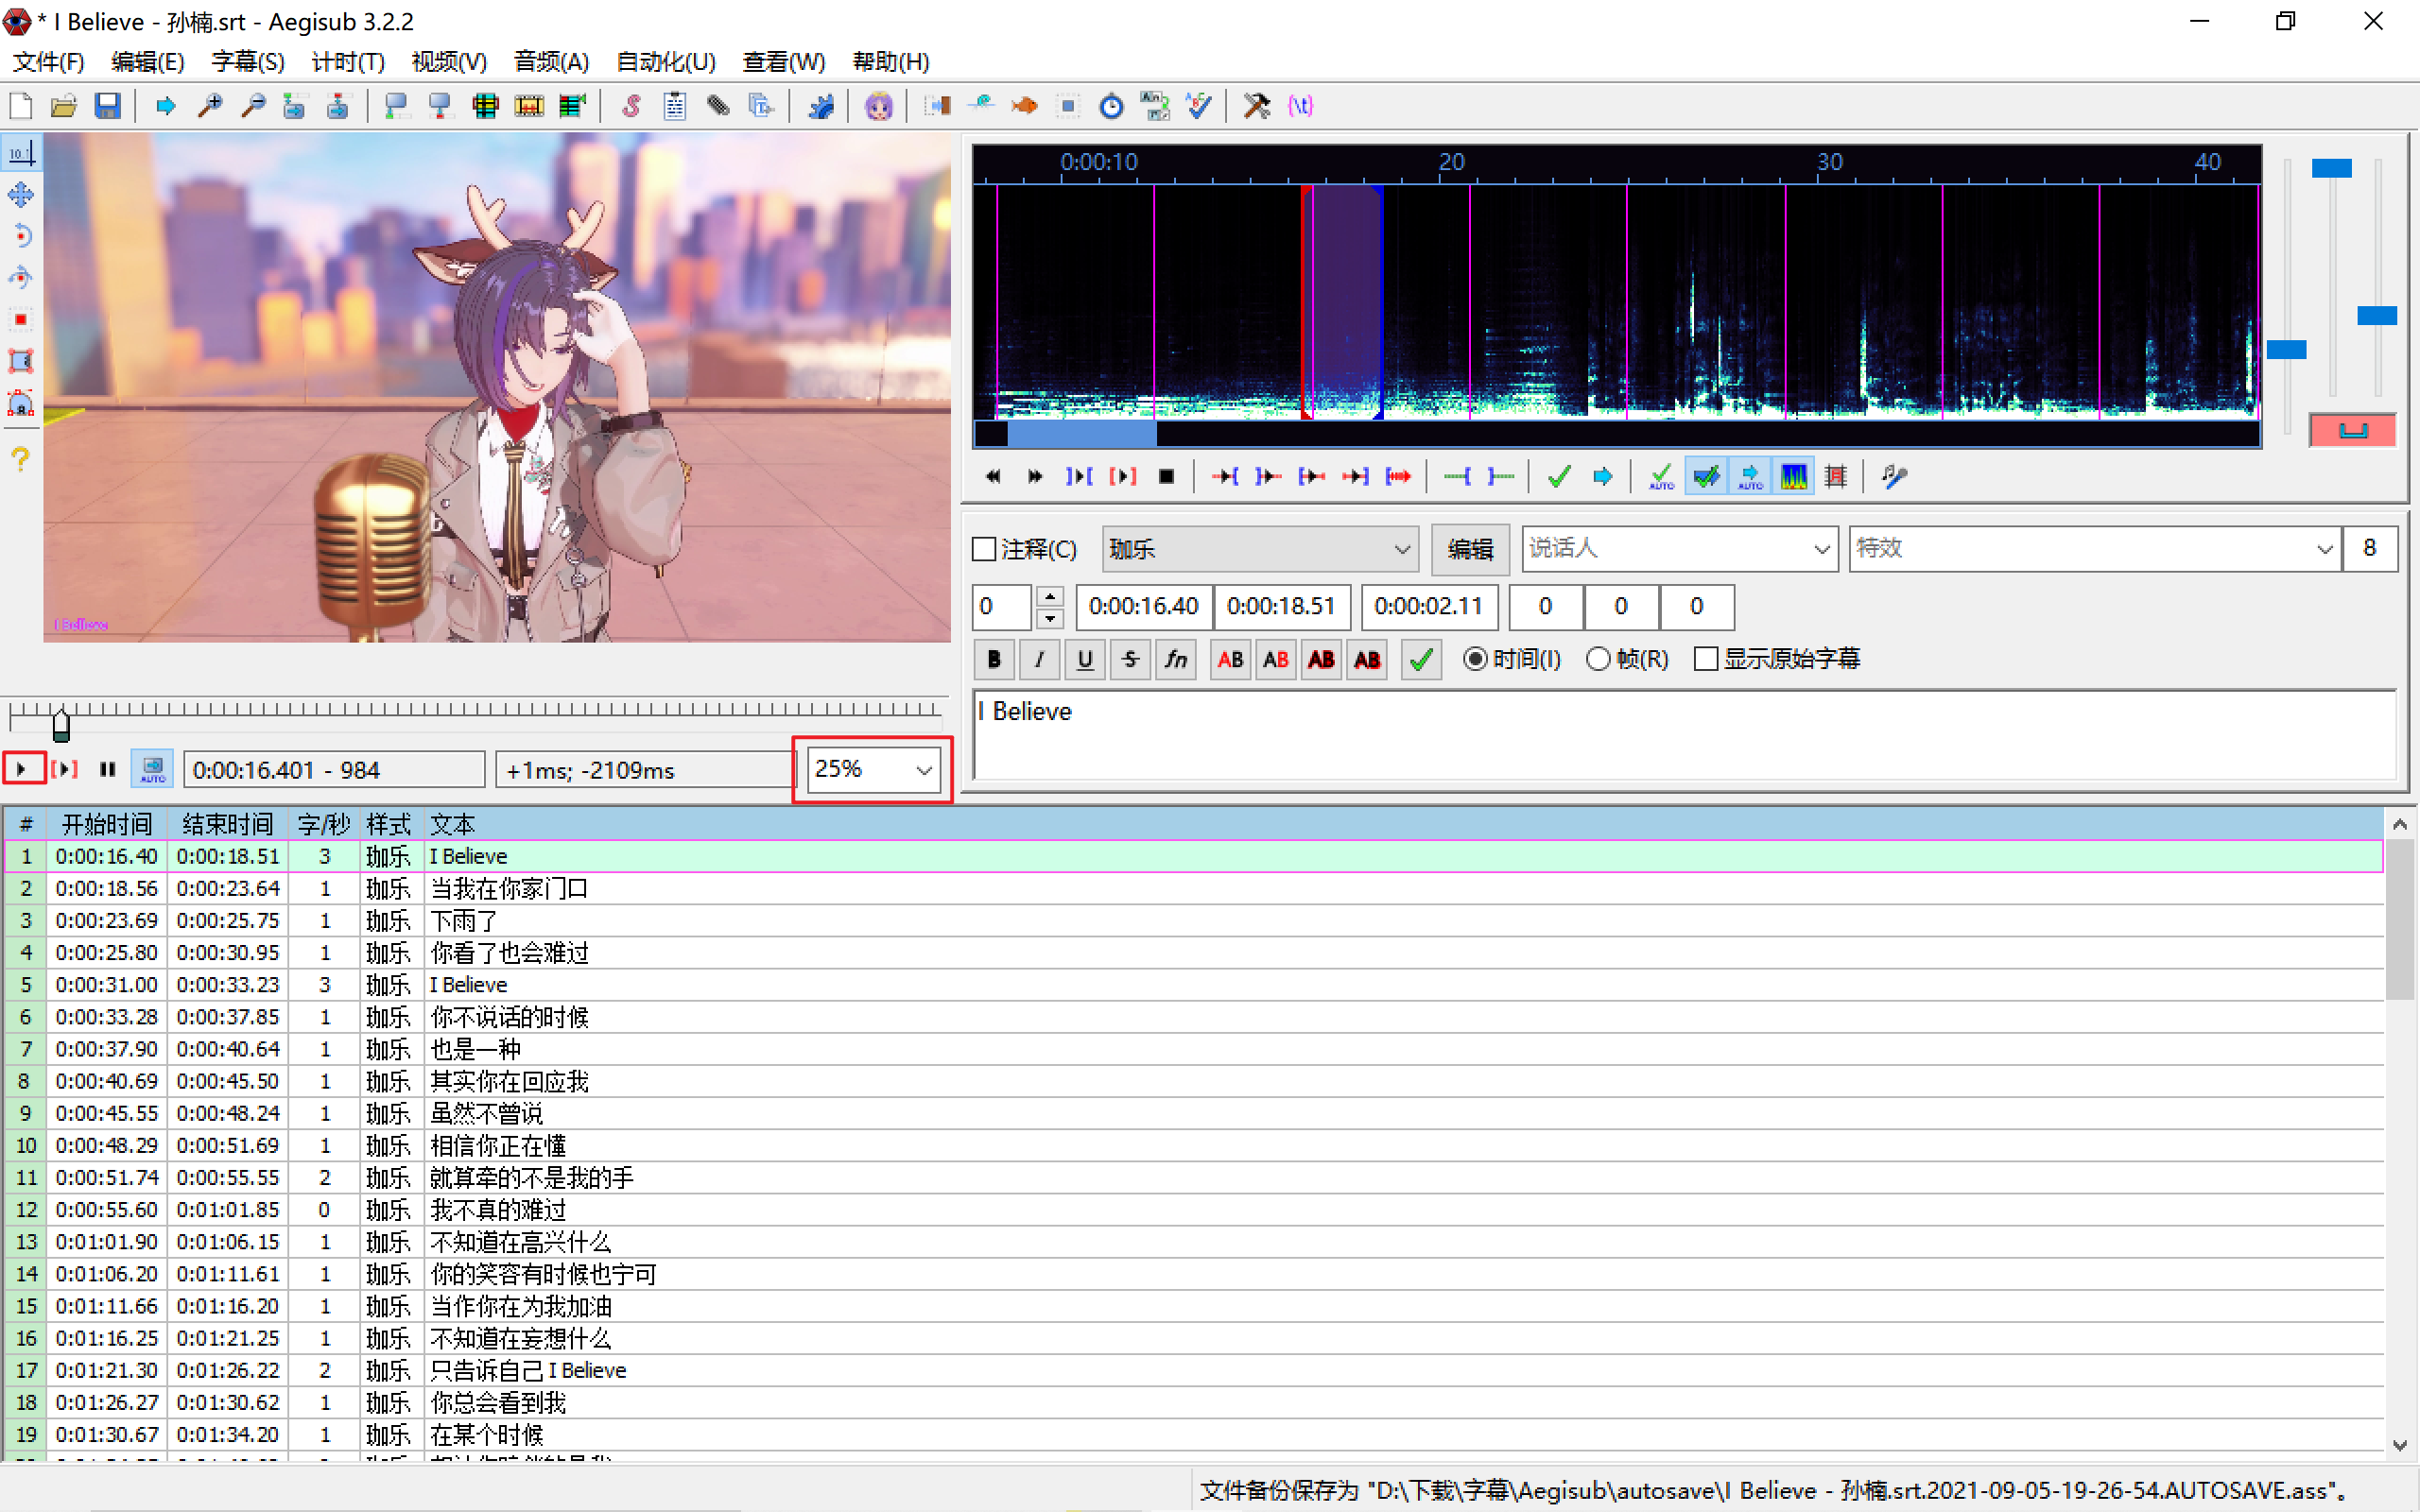 * I Believe - 孙楠.srt - Aegisub 3.2.2
文件(F) 编辑(E) 字幕(S) 计时(T) 视频(V) 音频(A) 自动化(U) 查看(W) 帮助(H)
0:00:10 20 30 40
I Believe
注释(C) 珈乐 编辑 说话人 特效 8
0 0:00:16.40 0:00:18.51 0:00:02.11 0 0 0
B I U S fn AB AB AB AB 时间(I) 帧(R) 显示原始字幕
I Believe
AUTO 0:00:16.401 - 984 +1ms; -2109ms 25%
# 开始时间 结束时间 字/秒 样式 文本
1 0:00:16.40 0:00:18.51 3 珈乐 I Believe
2 0:00:18.56 0:00:23.64 1 珈乐 当我在你家门口
3 0:00:23.69 0:00:25.75 1 珈乐 下雨了
4 0:00:25.80 0:00:30.95 1 珈乐 你看了也会难过
5 0:00:31.00 0:00:33.23 3 珈乐 I Believe
6 0:00:33.28 0:00:37.85 1 珈乐 你不说话的时候
7 0:00:37.90 0:00:40.64 1 珈乐 也是一种
8 0:00:40.69 0:00:45.50 1 珈乐 其实你在回应我
9 0:00:45.55 0:00:48.24 1 珈乐 虽然不曾说
10 0:00:48.29 0:00:51.69 1 珈乐 相信你正在懂
11 0:00:51.74 0:00:55.55 2 珈乐 就算牵的不是我的手
12 0:00:55.60 0:01:01.85 0 珈乐 我不真的难过
13 0:01:01.90 0:01:06.15 1 珈乐 不知道在高兴什么
14 0:01:06.20 0:01:11.61 1 珈乐 你的笑容有时候也宁可
15 0:01:11.66 0:01:16.20 1 珈乐 当作你在为我加油
16 0:01:16.25 0:01:21.25 1 珈乐 不知道在妄想什么
17 0:01:21.30 0:01:26.22 2 珈乐 只告诉自己 I Believe
18 0:01:26.27 0:01:30.62 1 珈乐 你总会看到我
19 0:01:30.67 0:01:34.20 1 珈乐 在某个时候
文件备份保存为 "D:\下载\字幕\Aegisub\autosave\I Believe - 孙楠.srt.2021-09-05-19-26-54.AUTOSAVE.ass"。